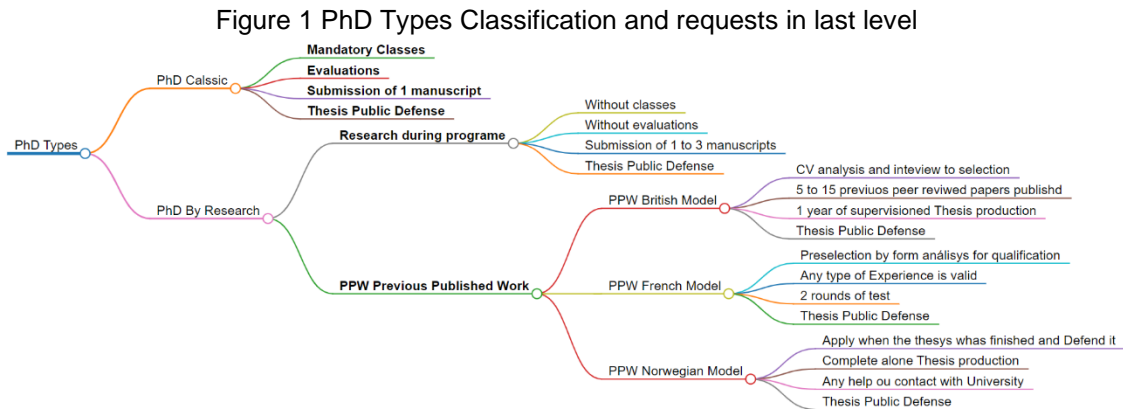 Figure 1 PhD Types Classification and requests in last level
PhD Types
PhD Calssic
Mandatory Classes
Evaluations
Submission of 1 manuscript
Thesis Public Defense
PhD By Research
Research during programe
Without classes
Without evaluations
Submission of 1 to 3 manuscripts
Thesis Public Defense
PPW Previous Published Work
PPW British Model
CV analysis and inteview to selection
5 to 15 previuos peer reviwed papers publishd
1 year of supervisioned Thesis production
Thesis Public Defense
PPW French Model
Preselection by form análisys for qualification
Any type of Experience is valid
2 rounds of test
Thesis Public Defense
PPW Norwegian Model
Apply when the thesys whas finished and Defend it
Complete alone Thesis production
Any help ou contact with University
Thesis Public Defense